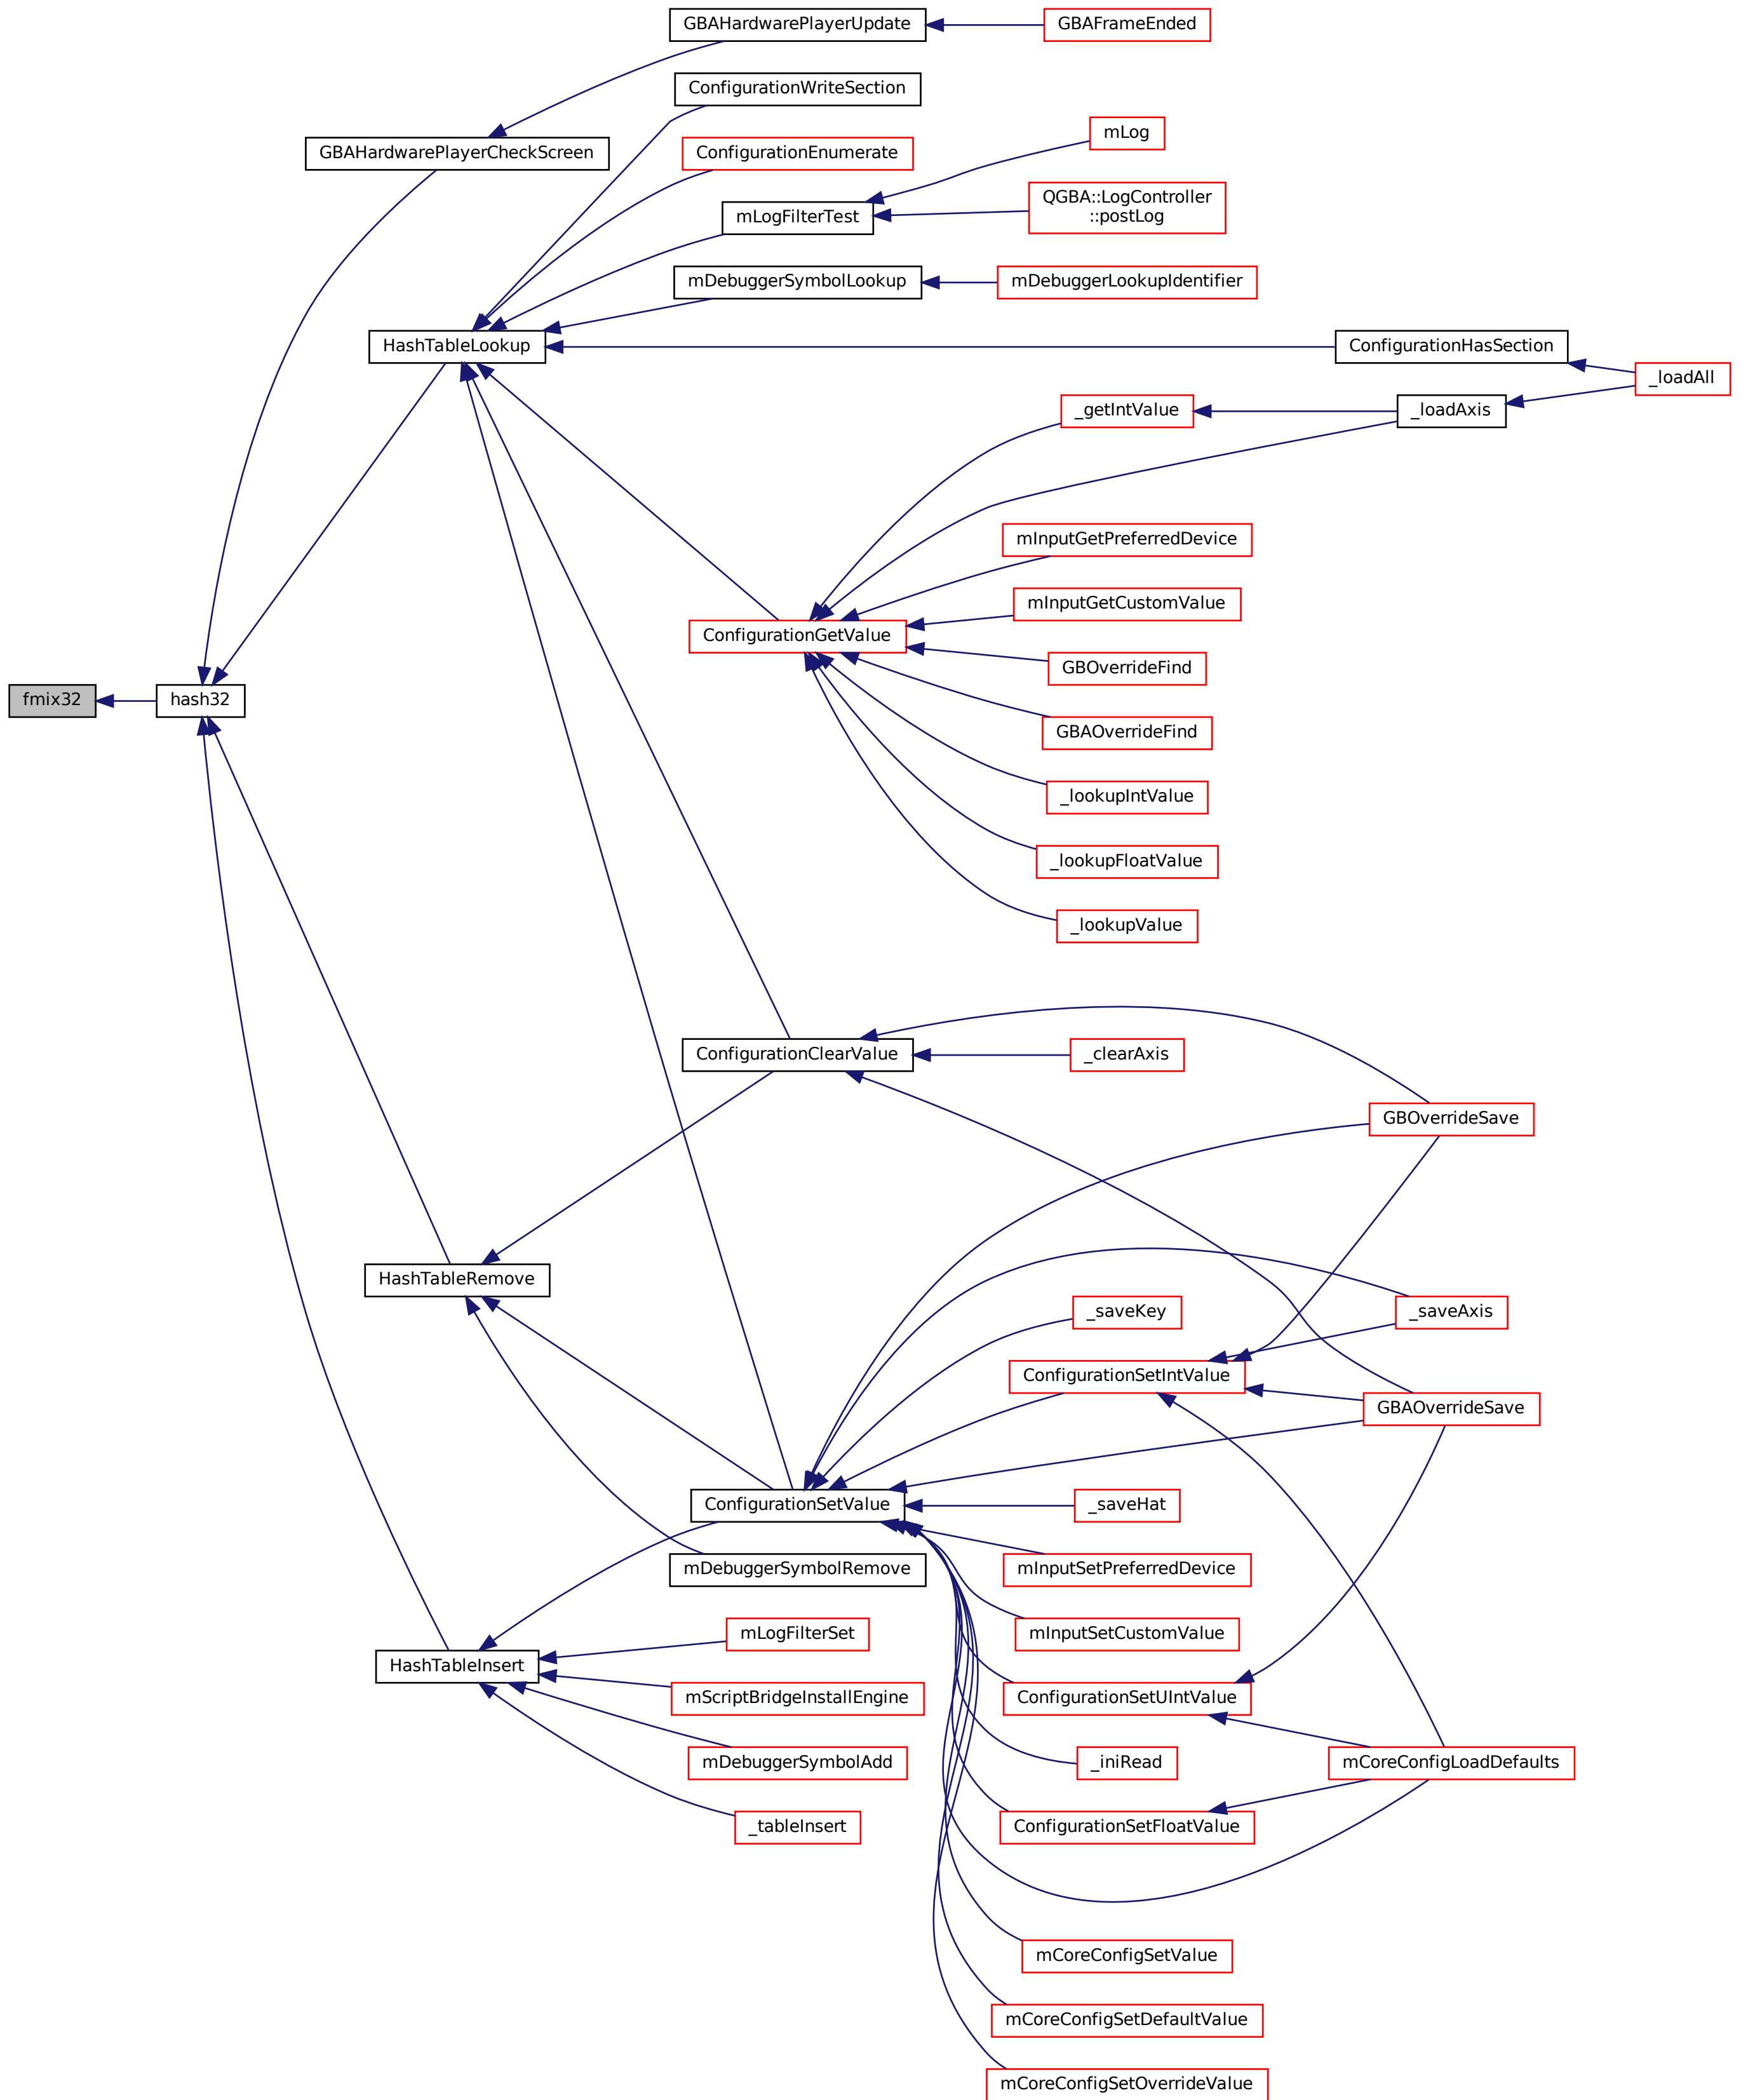 GBAHardwarePlayerUpdate
GBAFrameEnded
ConfigurationWriteSection
mLog
GBAHardwarePlayerCheckScreen
ConfigurationEnumerate
QGBA::LogController
::postLog
mLogFilterTest
mDebuggerSymbolLookup
mDebuggerLookupIdentifier
HashTableLookup
ConfigurationHasSection
_loadAll
_getIntValue
_loadAxis
mInputGetPreferredDevice
mInputGetCustomValue
ConfigurationGetValue
GBOverrideFind
fmix32
hash32
GBAOverrideFind
_lookupIntValue
_lookupFloatValue
_lookupValue
ConfigurationClearValue
_clearAxis
GBOverrideSave
HashTableRemove
_saveKey
_saveAxis
ConfigurationSetIntValue
GBAOverrideSave
ConfigurationSetValue
_saveHat
mDebuggerSymbolRemove
mInputSetPreferredDevice
mLogFilterSet
mInputSetCustomValue
HashTableInsert
mScriptBridgeInstallEngine
ConfigurationSetUIntValue
mDebuggerSymbolAdd
_iniRead
mCoreConfigLoadDefaults
_tableInsert
ConfigurationSetFloatValue
mCoreConfigSetValue
mCoreConfigSetDefaultValue
mCoreConfigSetOverrideValue